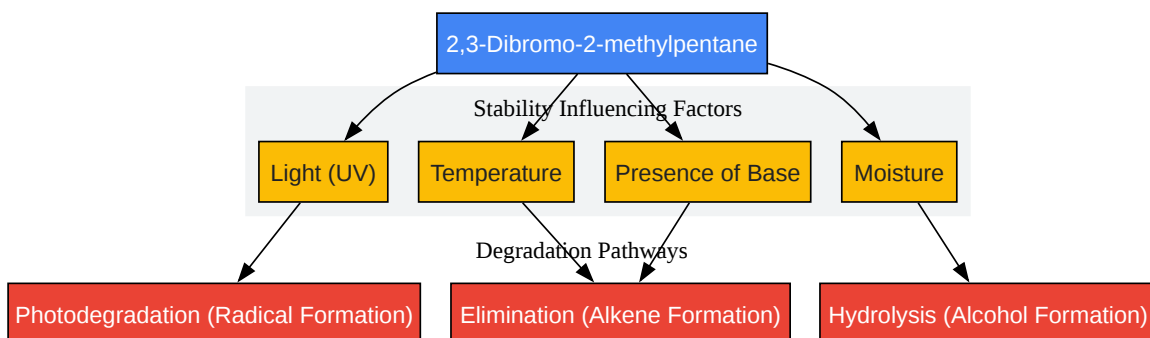 2,3-Dibromo-2-methylpentane
Stability Influencing Factors
Light (UV)
Temperature
Presence of Base
Moisture
Degradation Pathways
Photodegradation (Radical Formation)
Elimination (Alkene Formation)
Hydrolysis (Alcohol Formation)